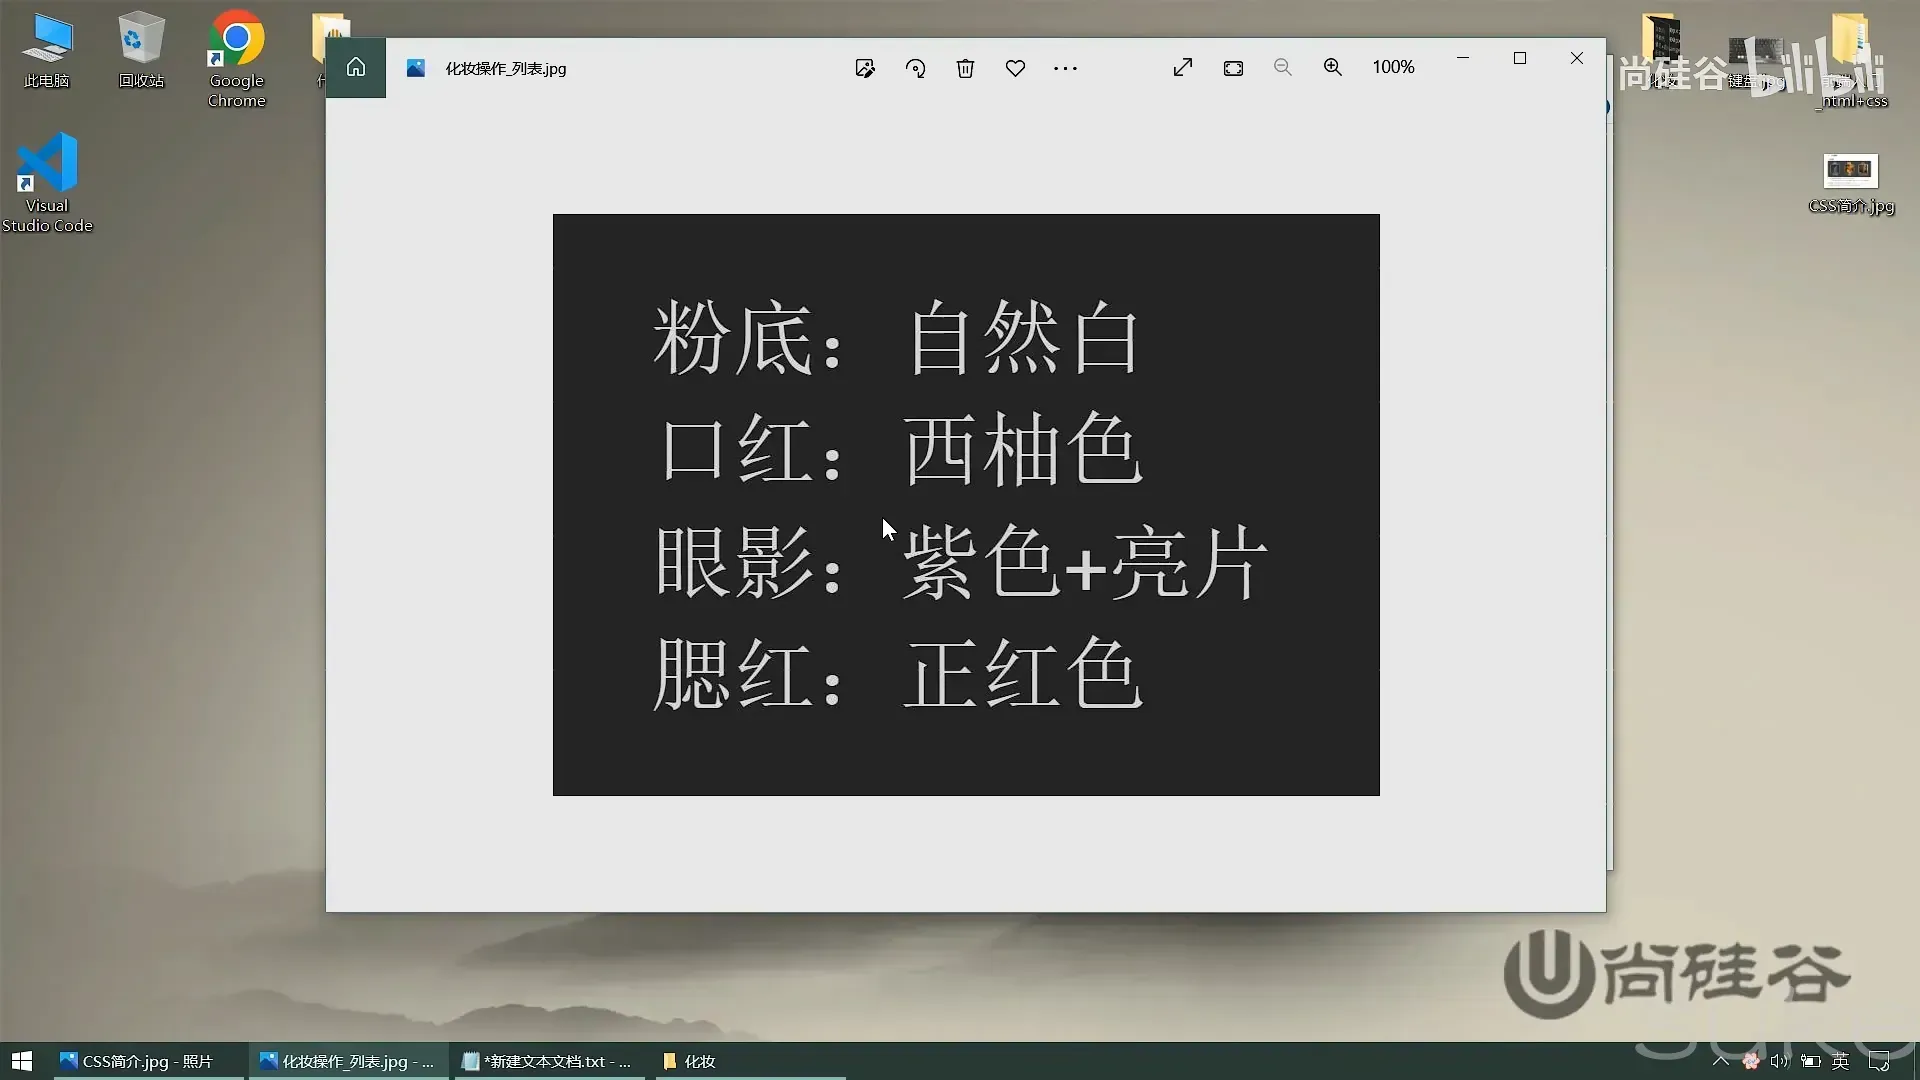 此电脑
回收站
Google
Chrome
Visual
Studio Code
化妆操作_列表.jpg
100%
尚硅谷
bilibili
键盘.jpg
_html+css
CSS简介.jpg
粉底：自然白
口红：西柚色
眼影：紫色+亮片
腮红：正红色
尚硅谷
CSS简介.jpg - 照片
化妆操作_列表.jpg - ...
*新建文本文档.txt - ...
化妆
英